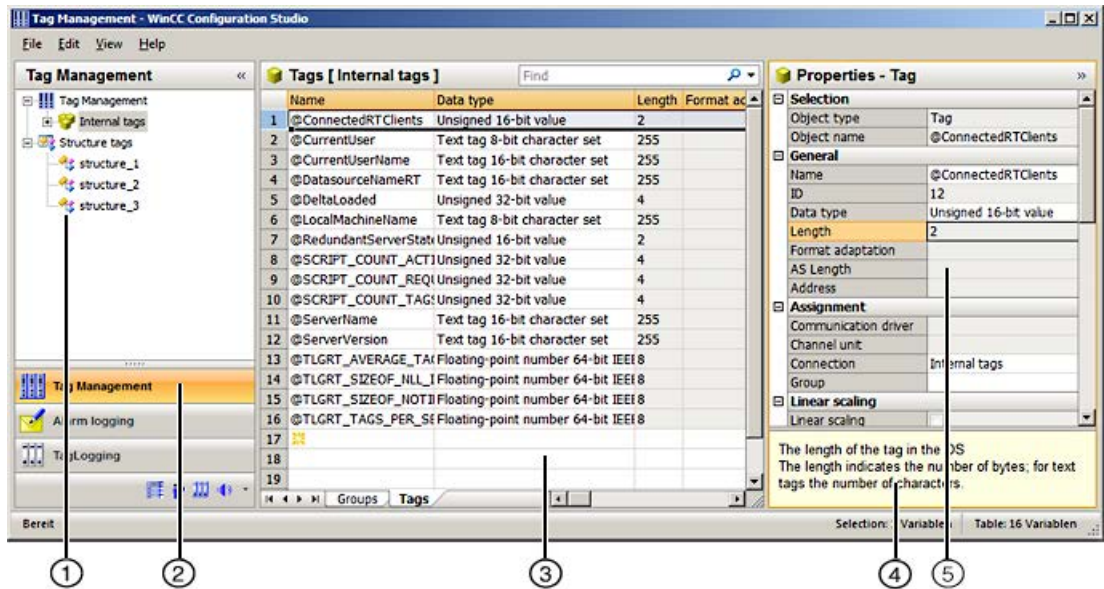 Tag Management - WinCC Configuration Studio
File Edit View Help
Tag Management «
Tag Management
Internal tags
Structure tags
structure_1
structure_2
structure_3
Tag Management
Alarm logging
TagLogging
Tags [ Internal tags ] Find
Name Data type Length Format ac
1 @ConnectedRTClients Unsigned 16-bit value 2
2 @CurrentUser Text tag 8-bit character set 255
3 @CurrentUserName Text tag 16-bit character set 255
4 @DatasourceNameRT Text tag 16-bit character set 255
5 @DeltaLoaded Unsigned 32-bit value 4
6 @LocalMachineName Text tag 8-bit character set 255
7 @RedundantServerState Unsigned 16-bit value 2
8 @SCRIPT_COUNT_ACTI Unsigned 32-bit value 4
9 @SCRIPT_COUNT_REQU Unsigned 32-bit value 4
10 @SCRIPT_COUNT_TAGS Unsigned 32-bit value 4
11 @ServerName Text tag 16-bit character set 255
12 @ServerVersion Text tag 16-bit character set 255
13 @TLGRT_AVERAGE_TA Floating-point number 64-bit IEEE 8
14 @TLGRT_SIZEOF_NLL_I Floating-point number 64-bit IEEE 8
15 @TLGRT_SIZEOF_NOTI Floating-point number 64-bit IEEE 8
16 @TLGRT_TAGS_PER_SE Floating-point number 64-bit IEEE 8
17
18
19
Groups Tags
Properties - Tag »
Selection
Object type Tag
Object name @ConnectedRTClients
General
Name @ConnectedRTClients
ID 12
Data type Unsigned 16-bit value
Length 2
Format adaptation
AS Length
Address
Assignment
Communication driver
Channel unit
Connection Internal tags
Group
Linear scaling
Linear scaling
The length of the tag in the OS
The length indicates the number of bytes; for text
tags the number of characters.
Bereit Selection: Variablen Table: 16 Variablen
1 2 3 4 5